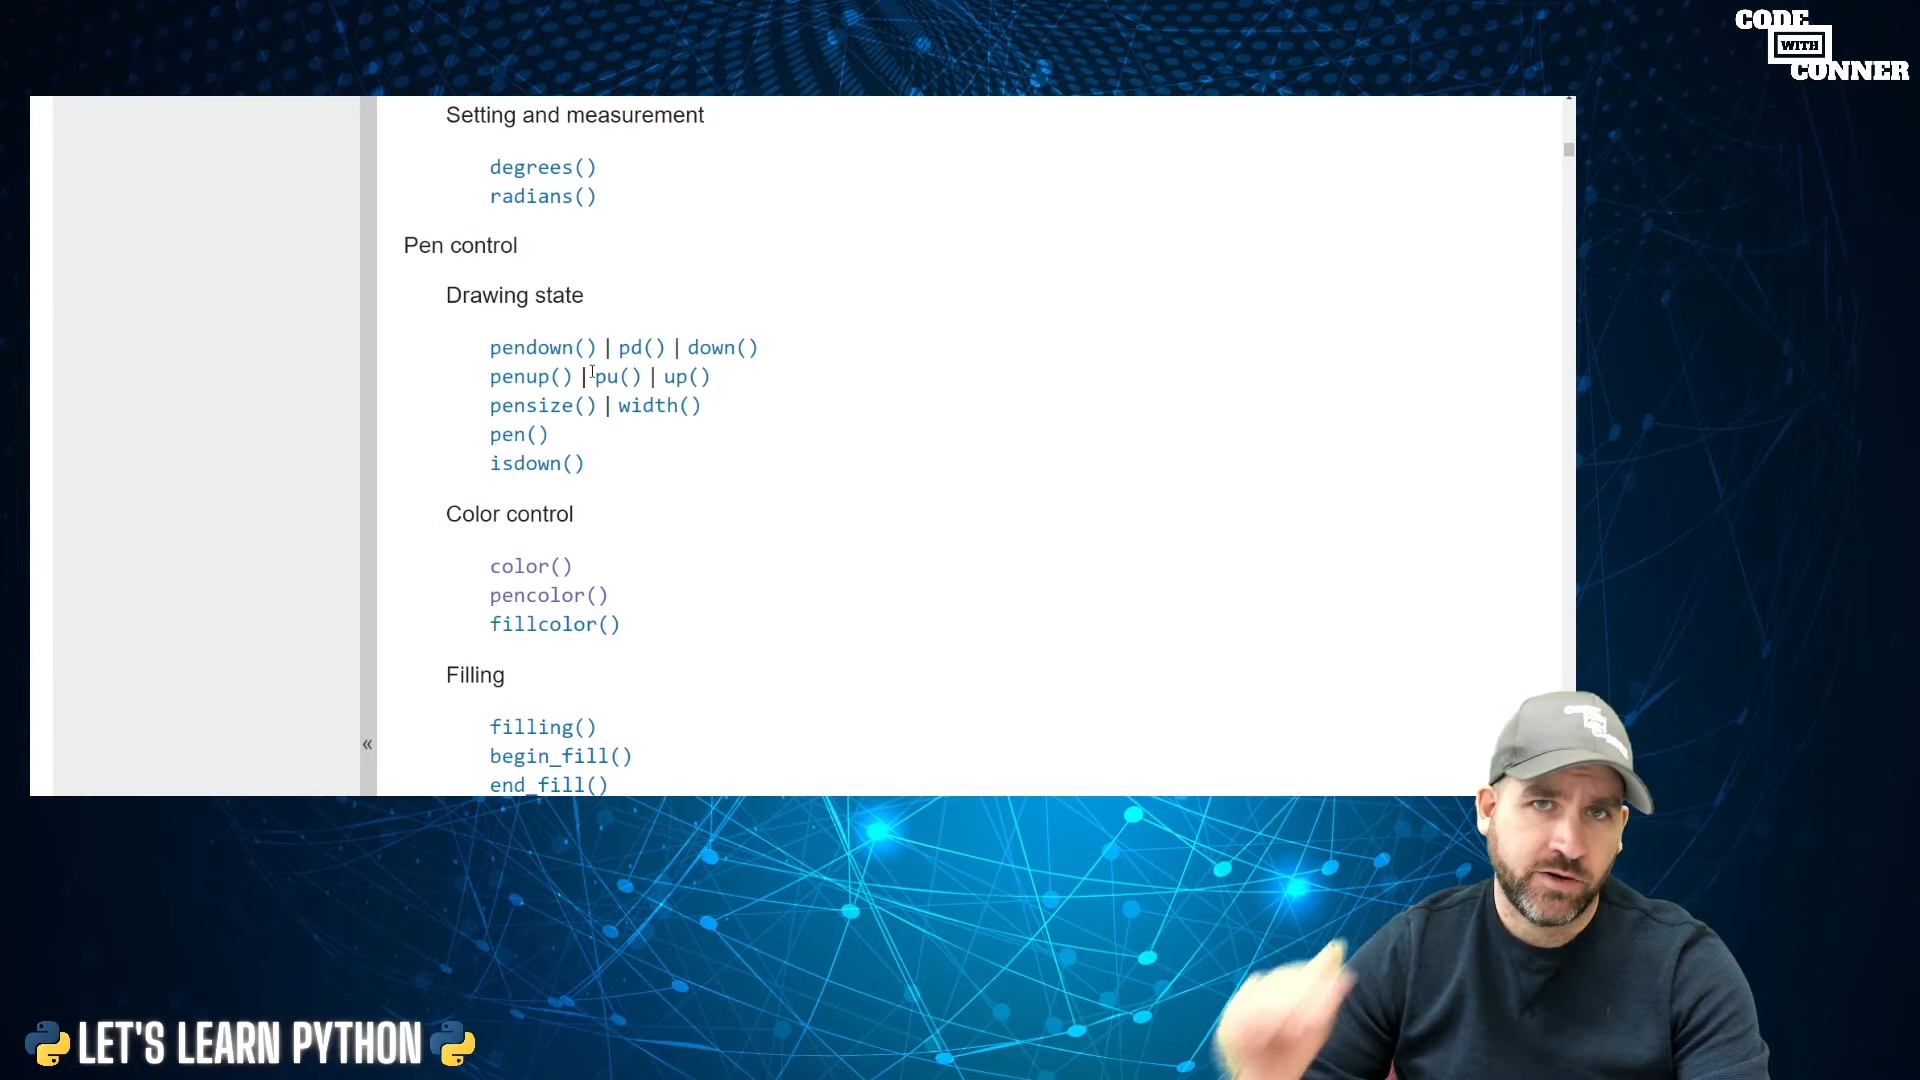 CODE
WITH
CONNER
Setting and measurement
degrees()
radians()
Pen control
Drawing state
pendown() | pd() | down()
penup() | pu() | up()
pensize() | width()
pen()
isdown()
Color control
color()
pencolor()
fillcolor()
Filling
filling()
begin_fill()
end_fill()
«
LET'S LEARN PYTHON